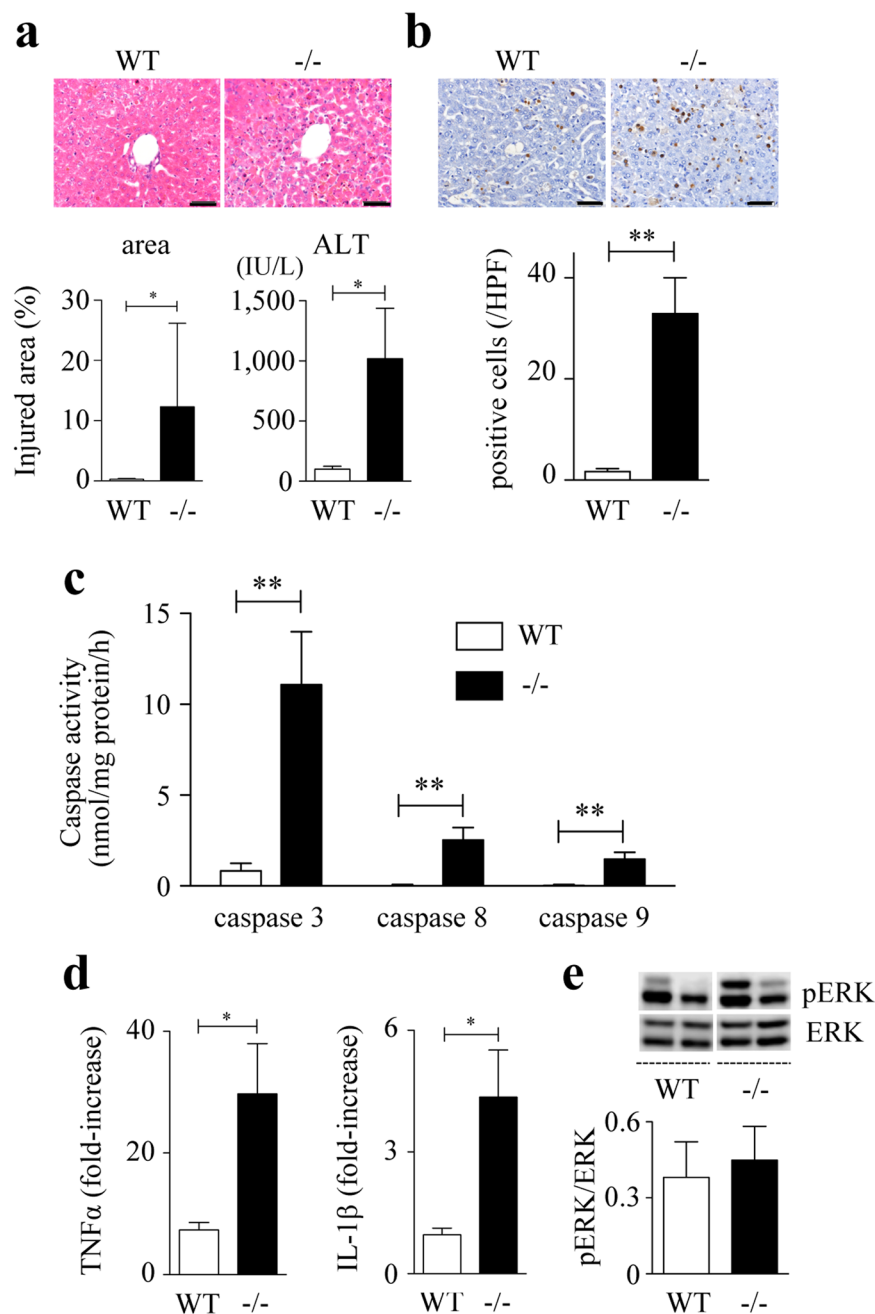 a
WT -/-
area
Injured area (%)
30
20
10
0
*
WT -/-
ALT
(IU/L)
1,500
1,000
500
0
*
WT -/-
b
WT -/-
positive cells (/HPF)
40
20
0
**
WT -/-
c
Caspase activity
(nmol/mg protein/h)
15
10
5
0
**
**
**
WT
-/-
caspase 3 caspase 8 caspase 9
d
TNFα (fold-increase)
40
20
0
*
WT -/-
IL-1β (fold-increase)
6
3
0
*
WT -/-
e
pERK
ERK
WT -/-
pERK/ERK
0.6
0.3
0
WT -/-